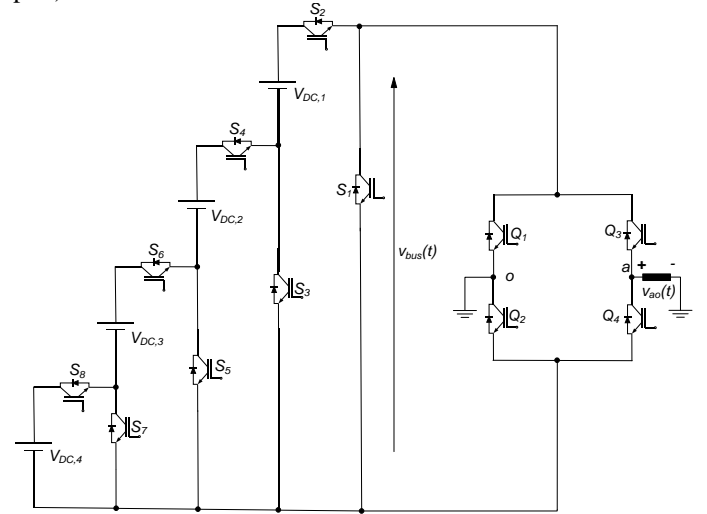 S2
VDC,1
S4
S1
VDC,2
vbus(t)
Q1
Q3
S6
o
a
+
-
S3
vao(t)
Q2
Q4
VDC,3
S5
S8
S7
VDC,4